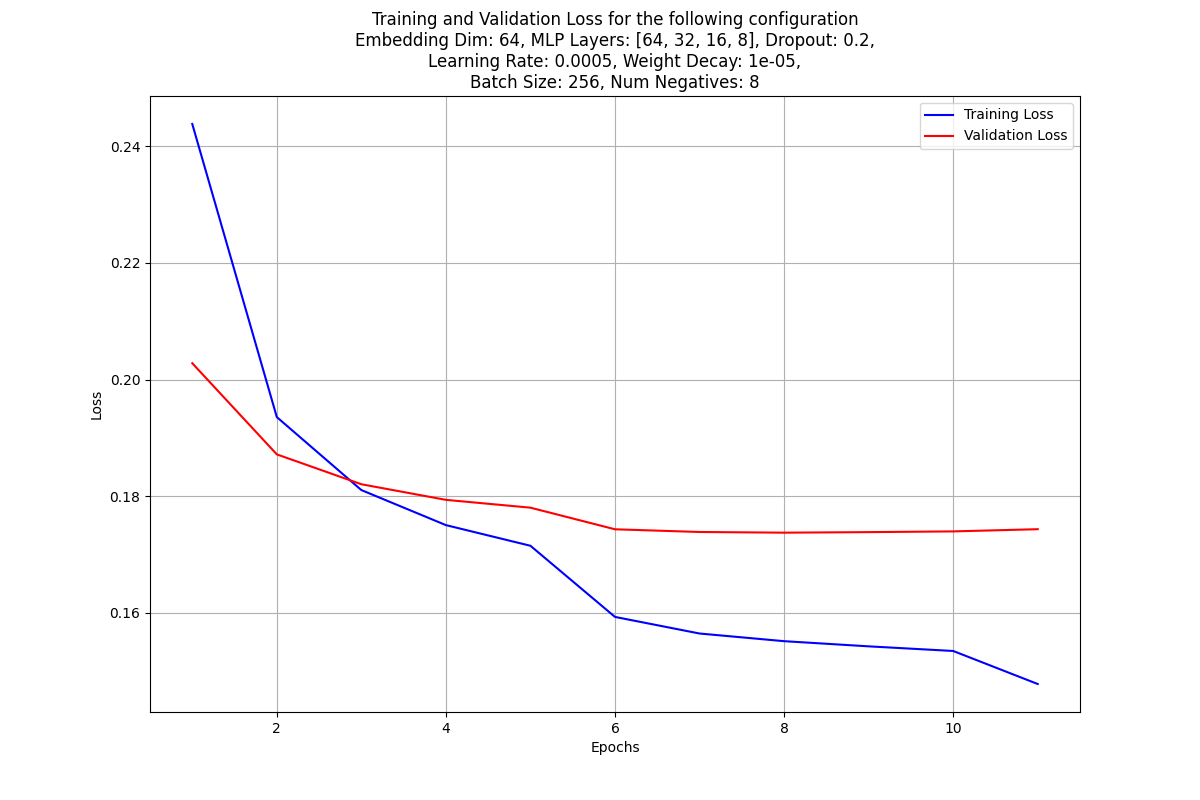 Training and Validation Loss for the following configuration
Embedding Dim: 64, MLP Layers: [64, 32, 16, 8], Dropout: 0.2,
Learning Rate: 0.0005, Weight Decay: 1e-05,
Batch Size: 256, Num Negatives: 8
Training Loss
Validation Loss
0.24
0.22
0.20
0.18
0.16
Loss
2 4 6 8 10
Epochs